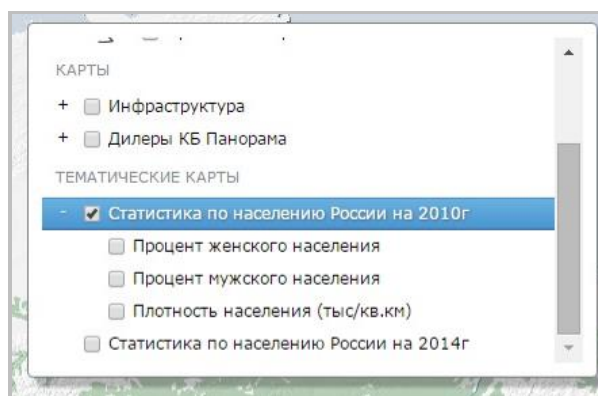 КАРТЫ
+ Инфраструктура
+ Дилеры КБ Панорама
ТЕМАТИЧЕСКИЕ КАРТЫ
- Статистика по населению России на 2010г
Процент женского населения
Процент мужского населения
Плотность населения (тыс/кв.км)
Статистика по населению России на 2014г